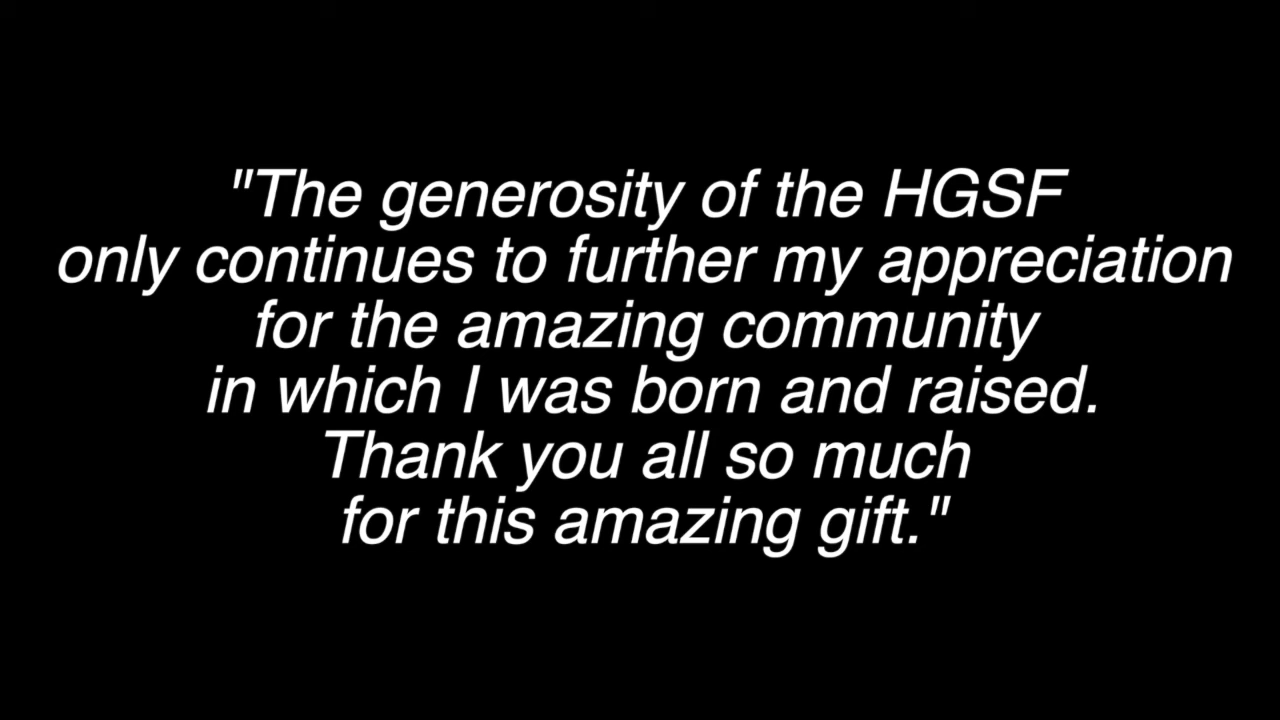 "The generosity of the HGSF
only continues to further my appreciation
for the amazing community
in which I was born and raised.
Thank you all so much
for this amazing gift."